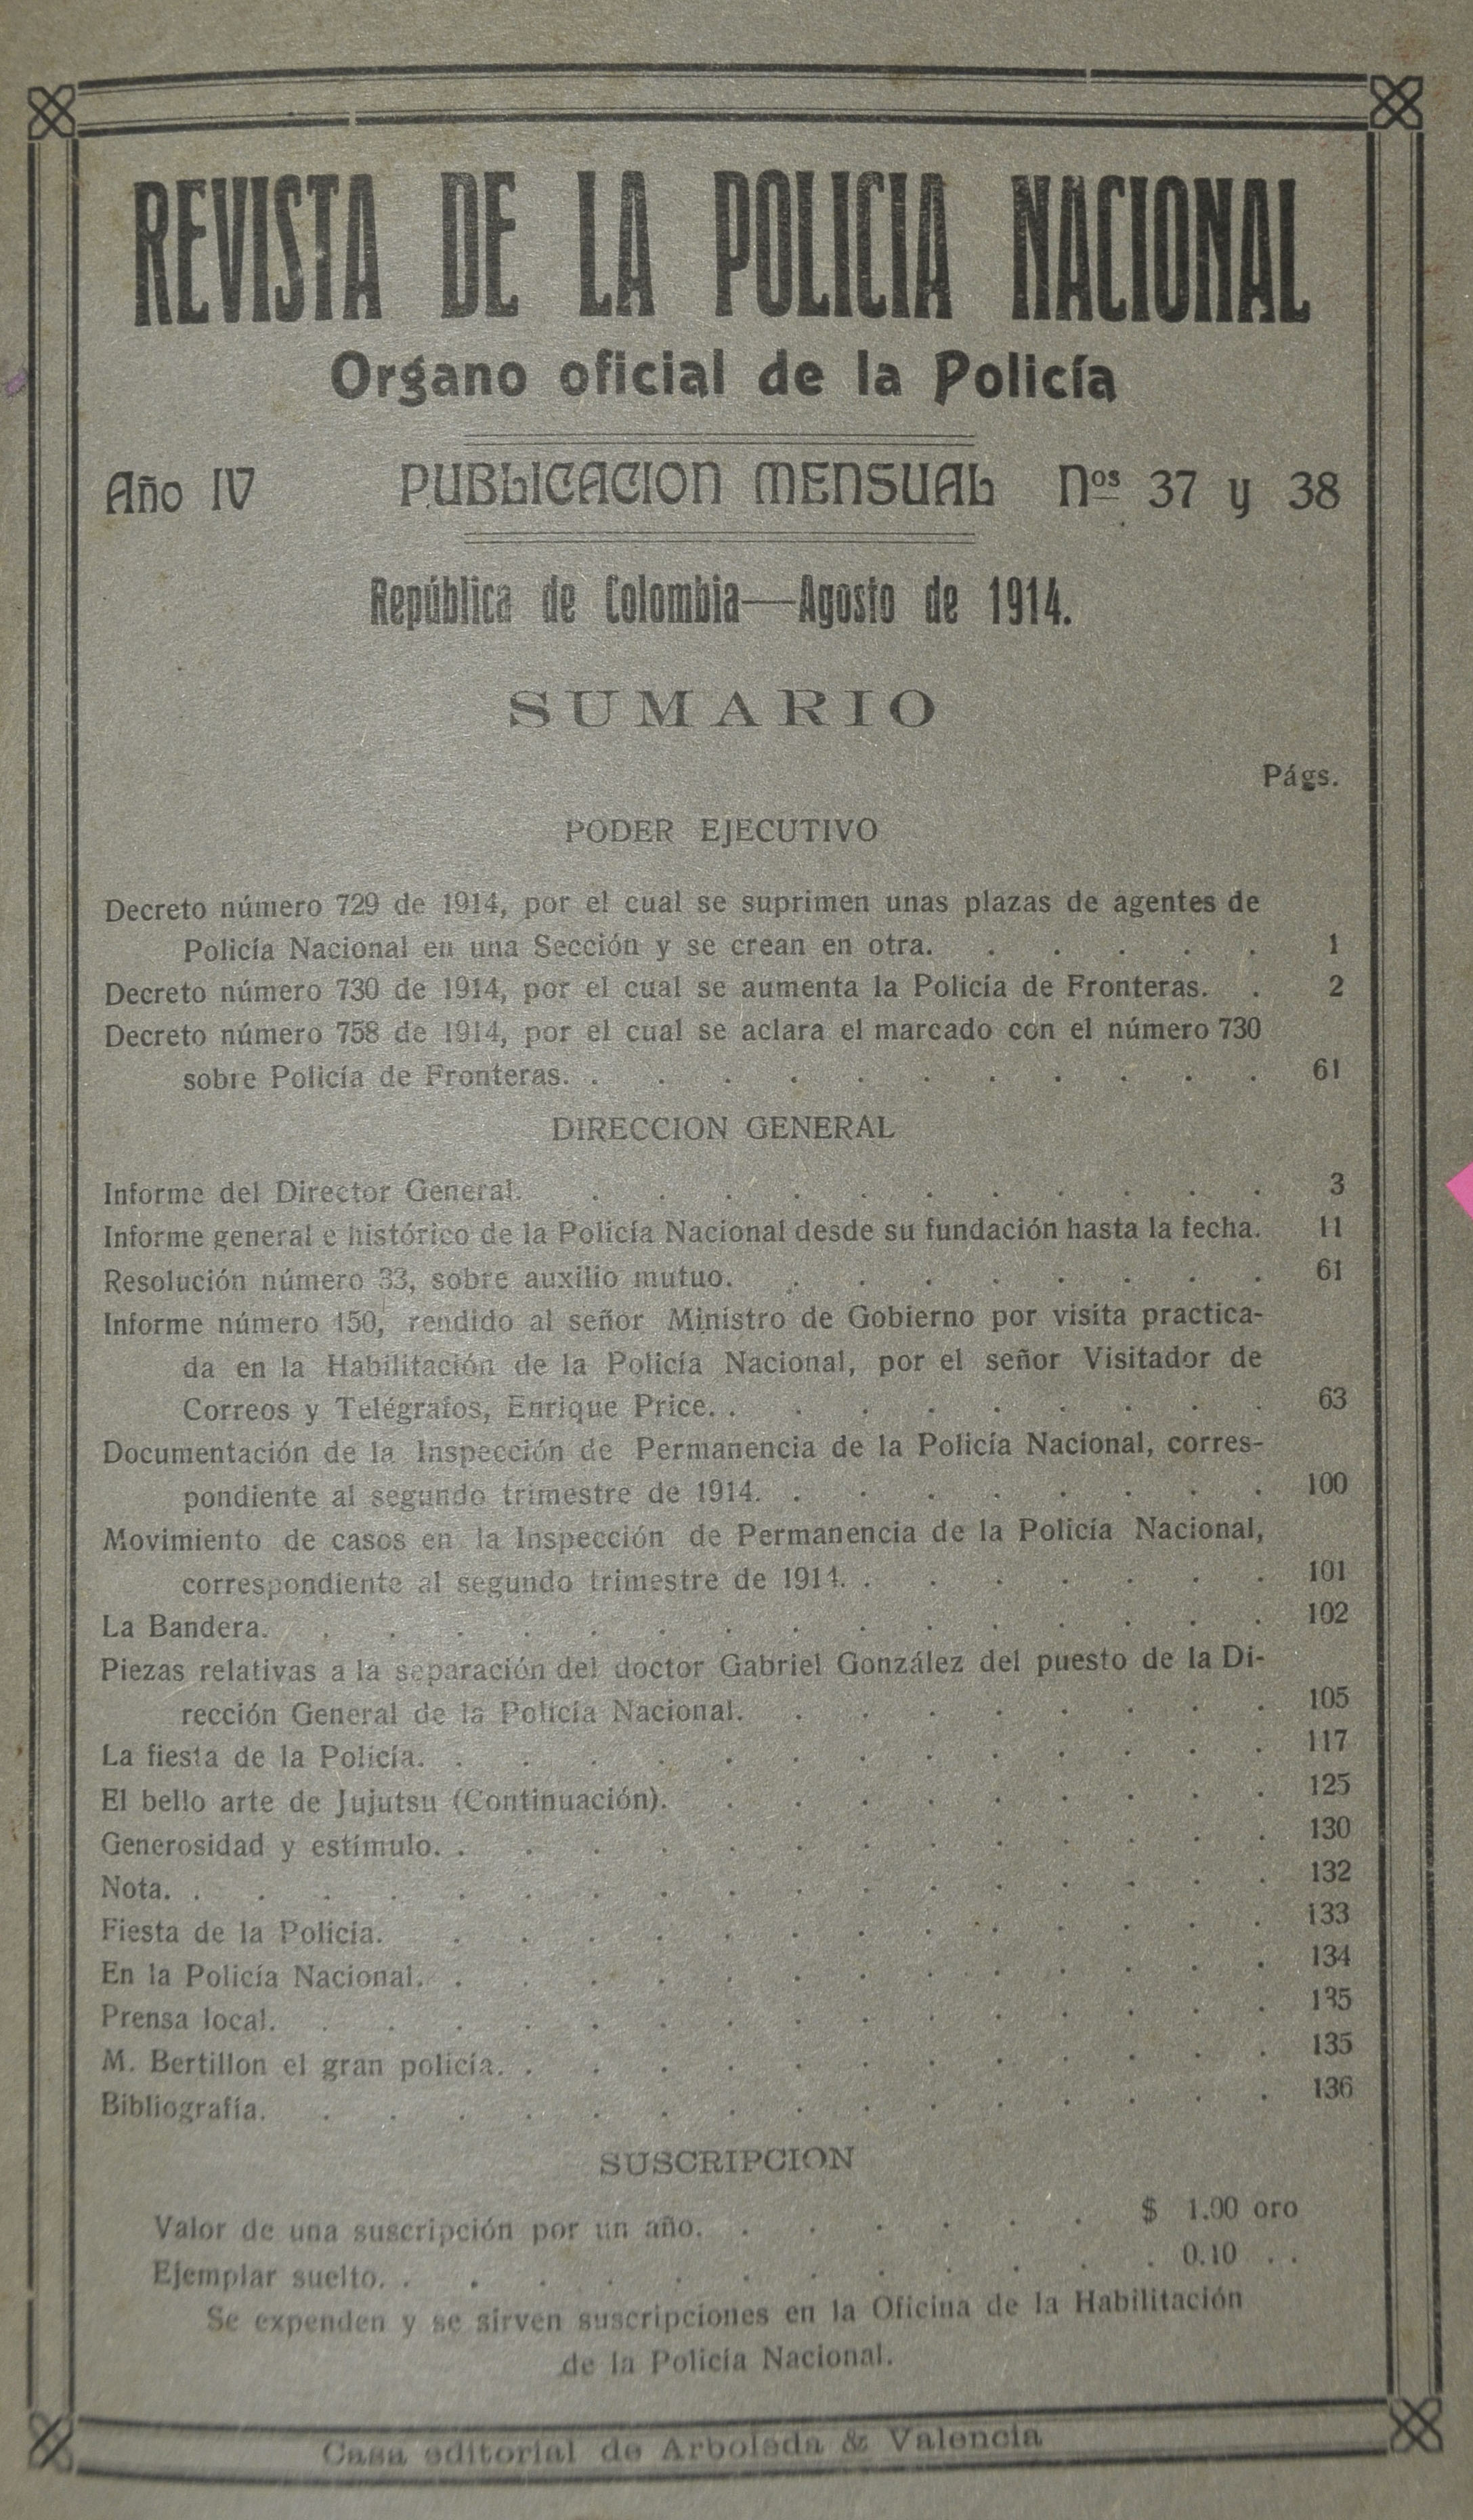 REVISTA DE LA POLICIA NACIONAL
Organo oficial de la Policía
Año IV PUBLICACION MENSUAL Nos 37 y 38
República de Colombia—Agosto de 1914.
SUMARIO
Págs.
PODER EJECUTIVO
Decreto número 729 de 1914, por el cual se suprimen unas plazas de agentes de
Policía Nacional en una Sección y se crean en otra. . . . . . 1
Decreto número 730 de 1914, por el cual se aumenta la Policía de Fronteras. . 2
Decreto número 758 de 1914, por el cual se aclara el marcado con el número 730
sobre Policía de Fronteras. . . . . . . . . . . . 61
DIRECCION GENERAL
Informe del Director General. . . . . . . . . . . . 3
Informe general e histórico de la Policía Nacional desde su fundación hasta la fecha. 11
Resolución número 33, sobre auxilio mutuo. . . . . . . . . 61
Informe número 150, rendido al señor Ministro de Gobierno por visita practica-
da en la Habilitación de la Policía Nacional, por el señor Visitador de
Correos y Telégrafos, Enrique Price. . . . . . . . . . 63
Documentación de la Inspección de Permanencia de la Policía Nacional, corres-
pondiente al segundo trimestre de 1914. . . . . . . . . 100
Movimiento de casos en la Inspección de Permanencia de la Policía Nacional,
correspondiente al segundo trimestre de 1914. . . . . . . . 101
La Bandera. . . . . . . . . . . . . . . . 102
Piezas relativas a la separación del doctor Gabriel González del puesto de la Di-
rección General de la Policía Nacional. . . . . . . . . 105
La fiesta de la Policía. . . . . . . . . . . . . . 117
El bello arte de Jujutsu (Continuación). . . . . . . . . . 125
Generosidad y estímulo. . . . . . . . . . . . . . 130
Nota. . . . . . . . . . . . . . . . . . 132
Fiesta de la Policía. . . . . . . . . . . . . . 133
En la Policía Nacional. . . . . . . . . . . . . . 134
Prensa local. . . . . . . . . . . . . . . . 135
M. Bertillon el gran policía. . . . . . . . . . . . . 135
Bibliografía. . . . . . . . . . . . . . . . 136
SUSCRIPCION
Valor de una suscripción por un año. . . . . . . $ 1.00 oro
Ejemplar suelto. . . . . . . . . . . . . 0.10 . .
Se expenden y se sirven suscripciones en la Oficina de la Habilitación
de la Policía Nacional.
Casa editorial de Arboleda & Valencia